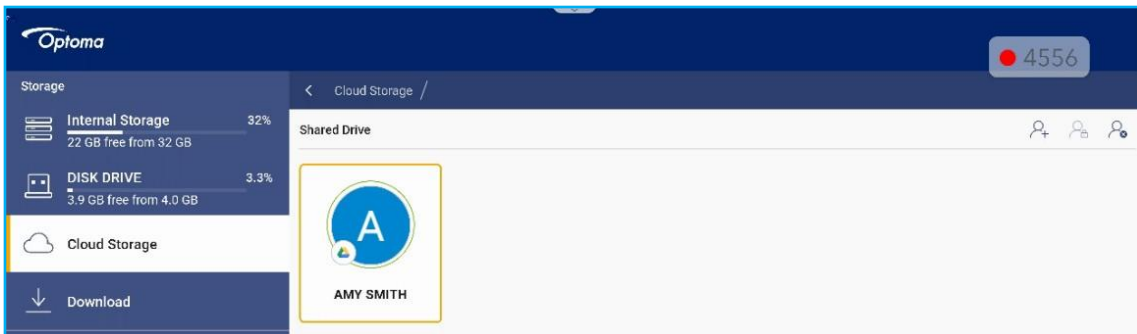 Optoma
4556
Storage
Cloud Storage /
Internal Storage 32%
22 GB free from 32 GB
Shared Drive
DISK DRIVE 3.3%
3.9 GB free from 4.0 GB
Cloud Storage
A
AMY SMITH
Download